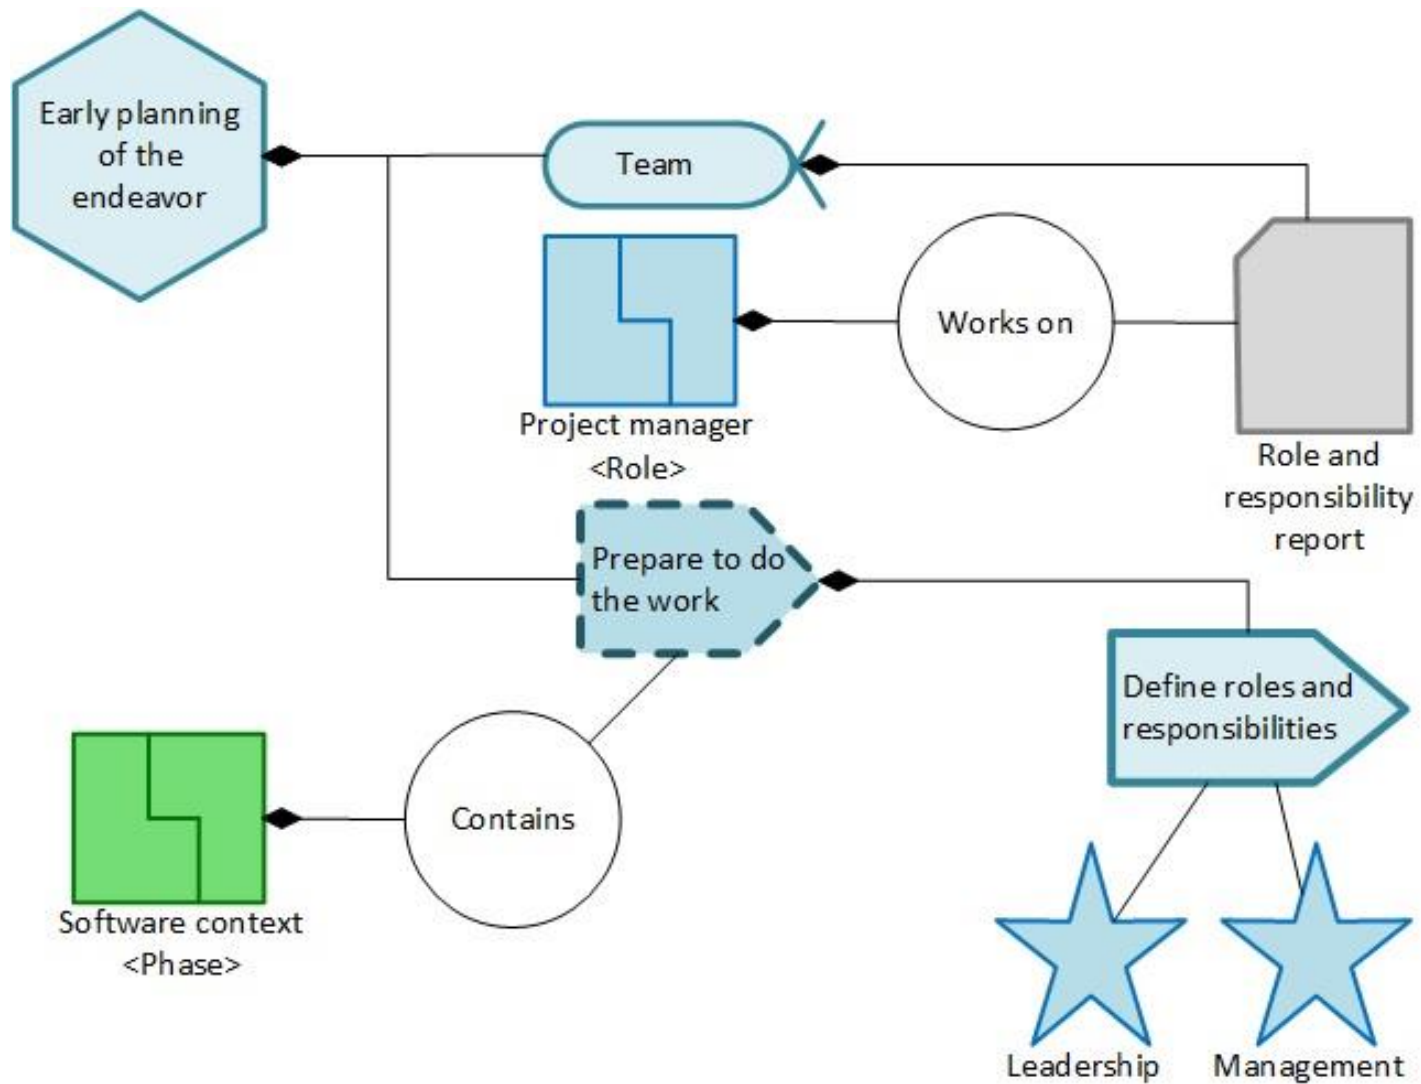 Early planning
of the
endeavor
Team
Works on
Project manager
<Role>
Role and
responsibility
report
Prepare to do
the work
Define roles and
responsibilities
Contains
Software context
<Phase>
Leadership
Management